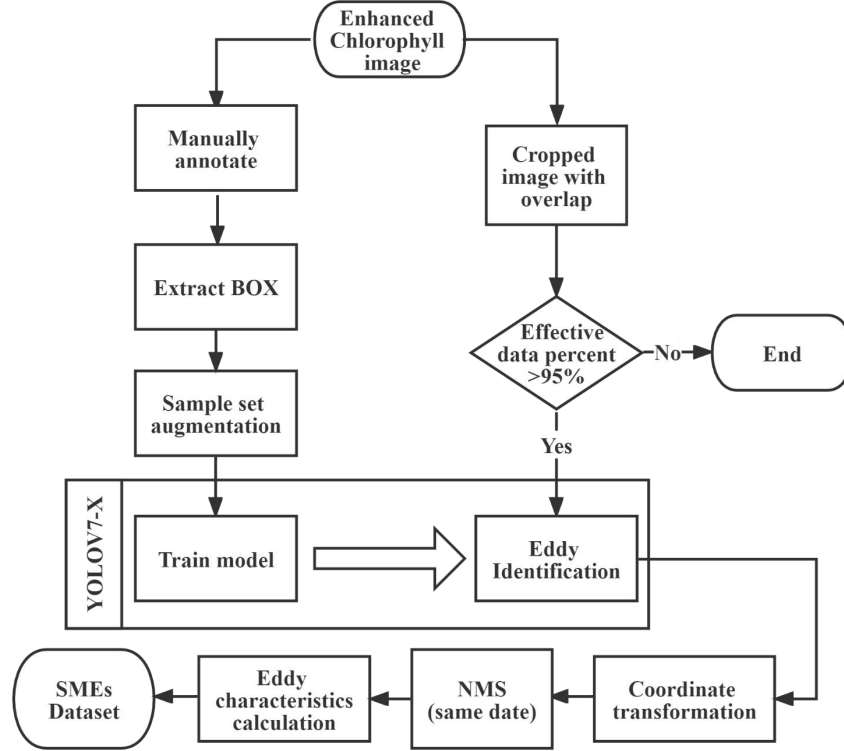 Enhanced
Chlorophyll
image
Manually
annotate
Cropped
image with
overlap
Extract BOX
Effective
data percent
>95%
No
End
Sample set
augmentation
Yes
YOLOV7-X
Train model
Eddy
Identification
SMEs
Dataset
Eddy
characteristics
calculation
NMS
(same date)
Coordinate
transformation